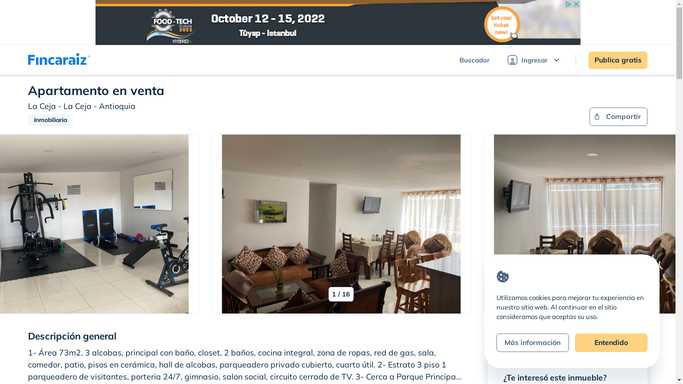 FOOD-TECH
October 12 - 15, 2022
Tüyap - Istanbul
Get your
ticket
now!
Fincaraiz
Buscador
Ingresar
Publica gratis
Apartamento en venta
La Ceja - La Ceja - Antioquia
Inmobiliaria
Compartir
1 / 16
Utilizamos cookies para mejorar tu experiencia en
nuestro sitio web. Al continuar en el sitio
consideramos que aceptas su uso.
Más información
Entendido
Descripción general
1- Área 73m2, 3 alcobas, principal con baño, closet, 2 baños, cocina integral, zona de ropas, red de gas, sala,
comedor, patio, pisos en cerámica, hall de alcobas, parqueadero privado cubierto, cuarto útil. 2- Estrato 3 piso 1
parqueadero de visitantes, porteria 24/7, gimnasio, salon social, circuito cerrado de TV. 3- Cerca a Parque Principa...
¿Te interesó este inmueble?